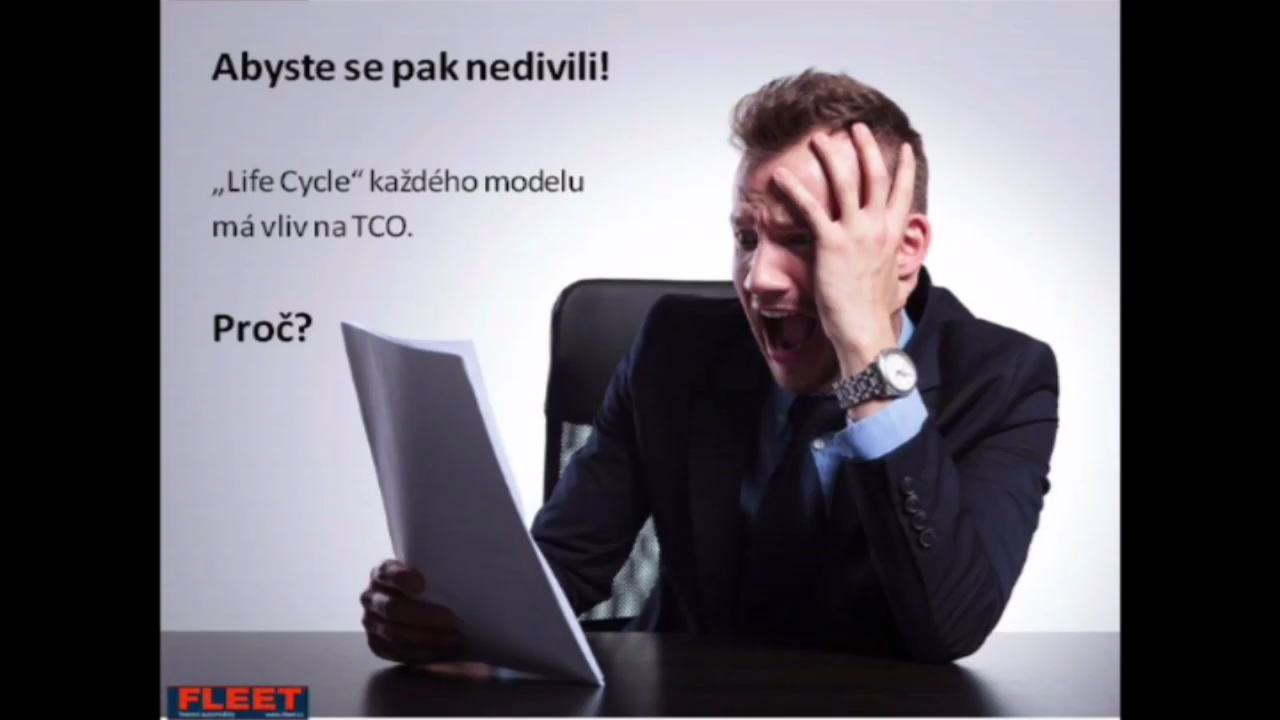 Abyste se pak nedivili!
„Life Cycle“ každého modelu
má vliv na TCO.
Proč?
FLEET